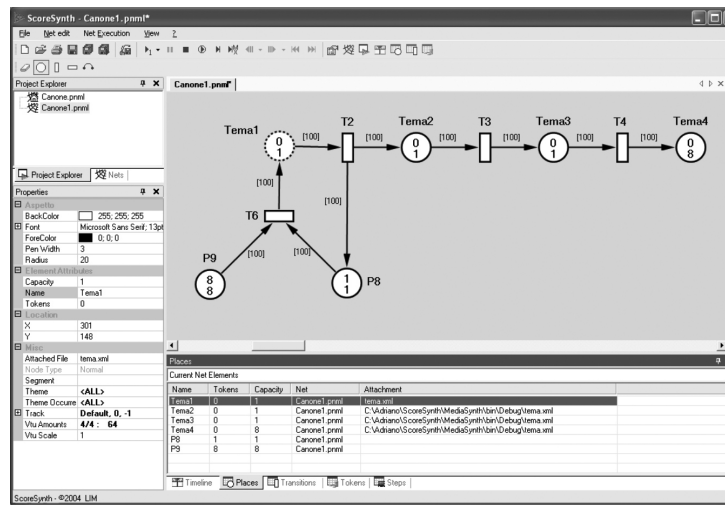 ScoreSynth - Canone1.pnml*
File Net edit Net Execution View ?
Project Explorer
Canone.pnml
Canone1.pnml
Project Explorer Nets
Properties
Aspetto
BackColor 255; 255; 255
Font Microsoft Sans Serif; 13pt
ForeColor 0; 0; 0
Pen Width 3
Radius 20
Element Attributes
Capacity 1
Name Tema1
Tokens 0
Location
X 301
Y 148
Misc
Attached File tema.xml
Node Type Normal
Segment
Theme <ALL>
Theme Occurre <ALL>
Track Default, 0, -1
Vtu Amounts 4/4 : 64
Vtu Scale 1
Canone1.pnml*
Tema1 T2 Tema2 T3 Tema3 T4 Tema4
0 [100] [100] 0 [100] [100] 0 [100] [100] 0
1 1 1 8
[100] [100]
T6
[100] [100]
P9 P8
8 1
8 1
Places
Current Net Elements
Name Tokens Capacity Net Attachment
Tema1 0 1 Canone1.pnml tema.xml
Tema2 0 1 Canone1.pnml C:\Adriano\ScoreSynth\MediaSynth\bin\Debug\tema.xml
Tema3 0 1 Canone1.pnml C:\Adriano\ScoreSynth\MediaSynth\bin\Debug\tema.xml
Tema4 0 8 Canone1.pnml C:\Adriano\ScoreSynth\MediaSynth\bin\Debug\tema.xml
P8 1 1 Canone1.pnml
P9 8 8 Canone1.pnml
Timeline Places Transitions Tokens Steps
ScoreSynth - ©2004 LIM